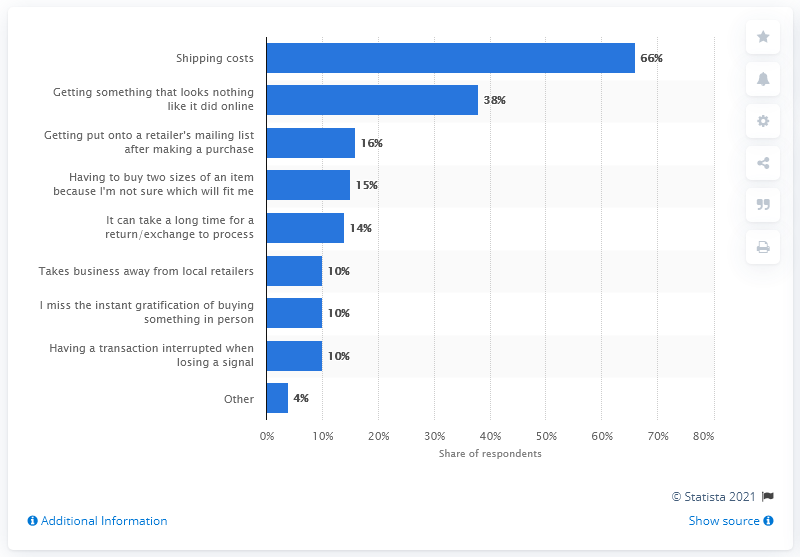 Shipping costs
66%
Getting something that looks nothing
like it did online
38%
Getting put onto a retailer's mailing list
after making a purchase
16%
Having to buy two sizes of an item
because I'm not sure which will fit me
15%
It can take a long time for a
return/exchange to process
14%
Takes business away from local retailers
10%
I miss the instant gratification of buying
something in person
10%
Having a transaction interrupted when
losing a signal
10%
Other
4%
0% 10% 20% 30% 40% 50% 60% 70% 80%
Share of respondents
© Statista 2021
Additional Information
Show source